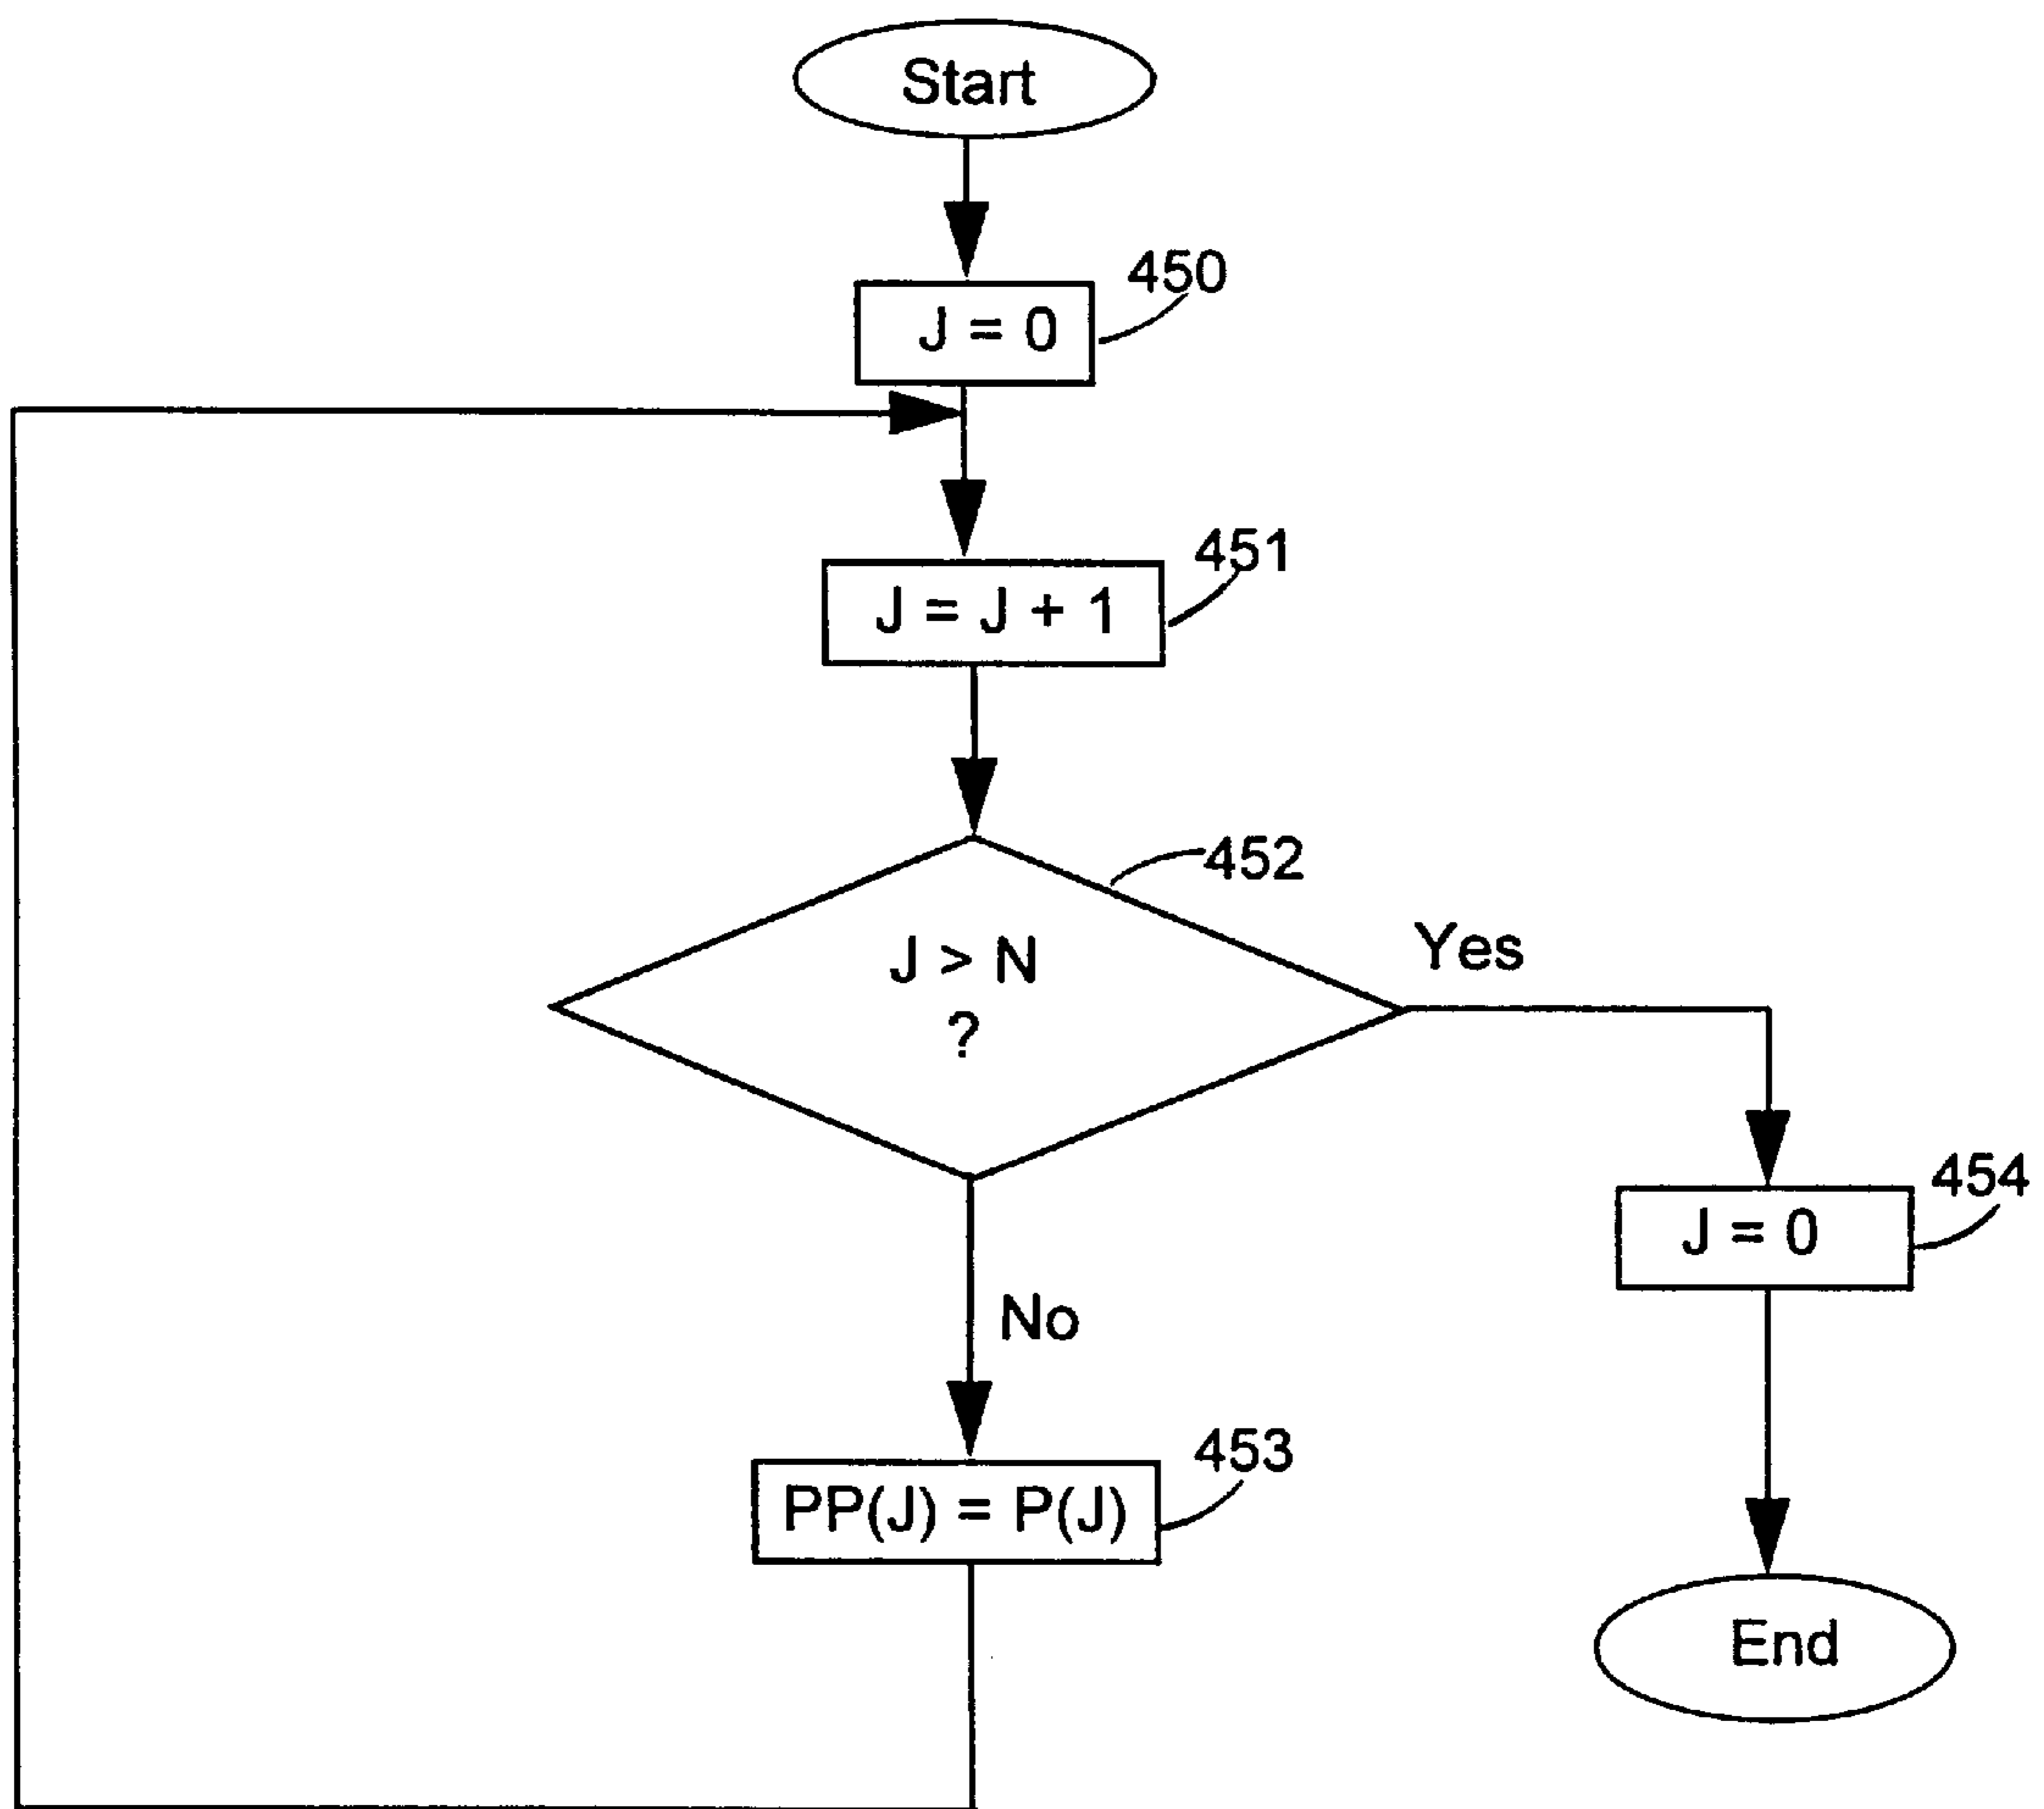 Start
450
J = 0
451
J = J + 1
452
J > N
?
Yes
454
J = 0
No
453
PP(J) = P(J)
End